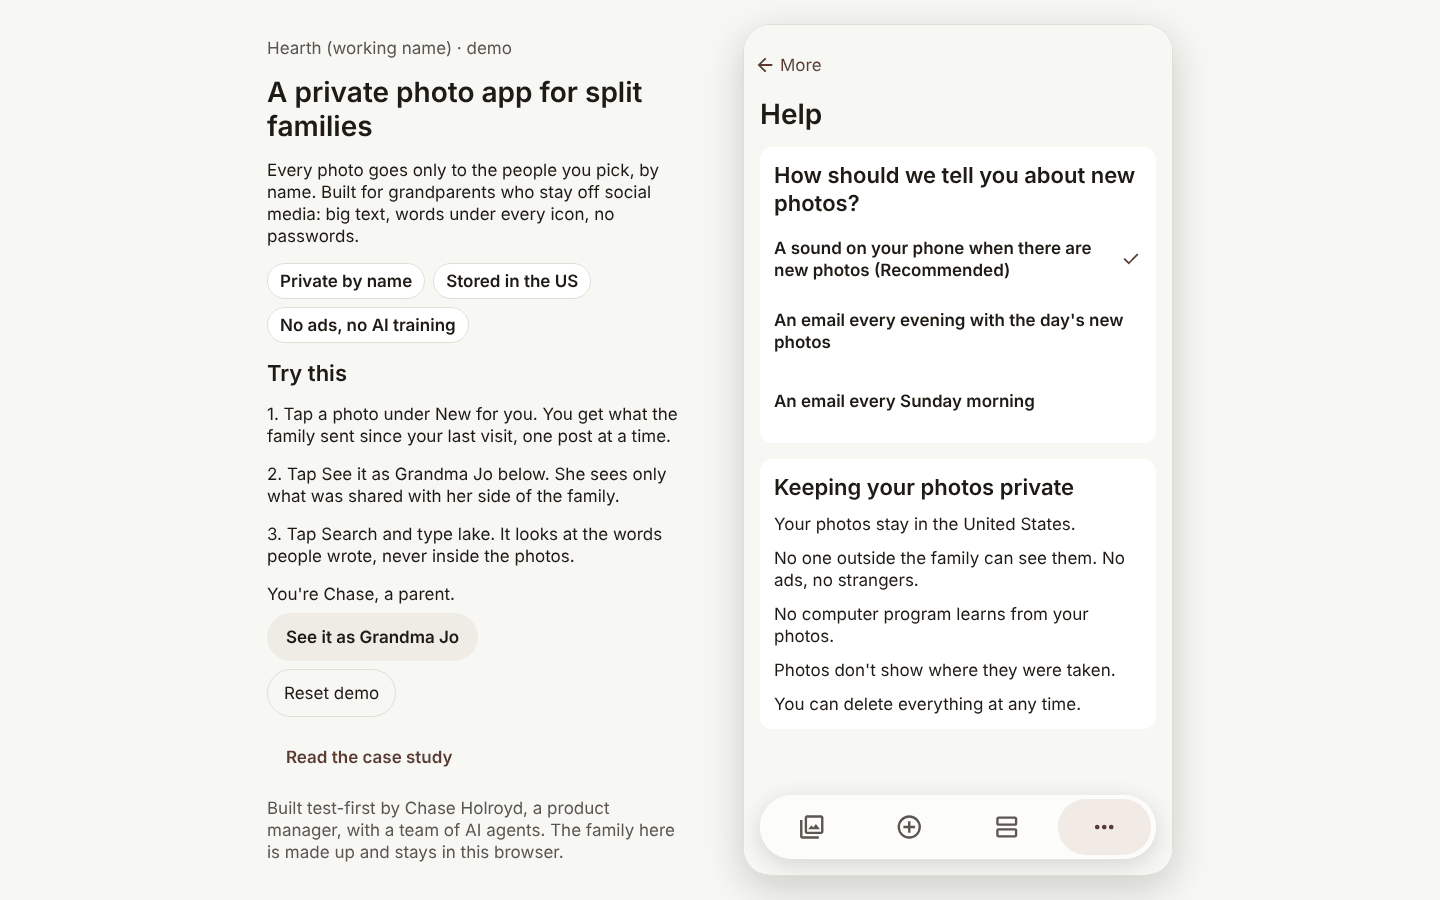 Hearth (working name) · demo
A private photo app for split
families
Every photo goes only to the people you pick, by
name. Built for grandparents who stay off social
media: big text, words under every icon, no
passwords.
Private by name
Stored in the US
No ads, no AI training
Try this
1. Tap a photo under New for you. You get what the
family sent since your last visit, one post at a time.
2. Tap See it as Grandma Jo below. She sees only
what was shared with her side of the family.
3. Tap Search and type lake. It looks at the words
people wrote, never inside the photos.
You're Chase, a parent.
See it as Grandma Jo
Reset demo
Read the case study
Built test-first by Chase Holroyd, a product
manager, with a team of AI agents. The family here
is made up and stays in this browser.
More
Help
How should we tell you about new
photos?
A sound on your phone when there are
new photos (Recommended)
An email every evening with the day's new
photos
An email every Sunday morning
Keeping your photos private
Your photos stay in the United States.
No one outside the family can see them. No
ads, no strangers.
No computer program learns from your
photos.
Photos don't show where they were taken.
You can delete everything at any time.